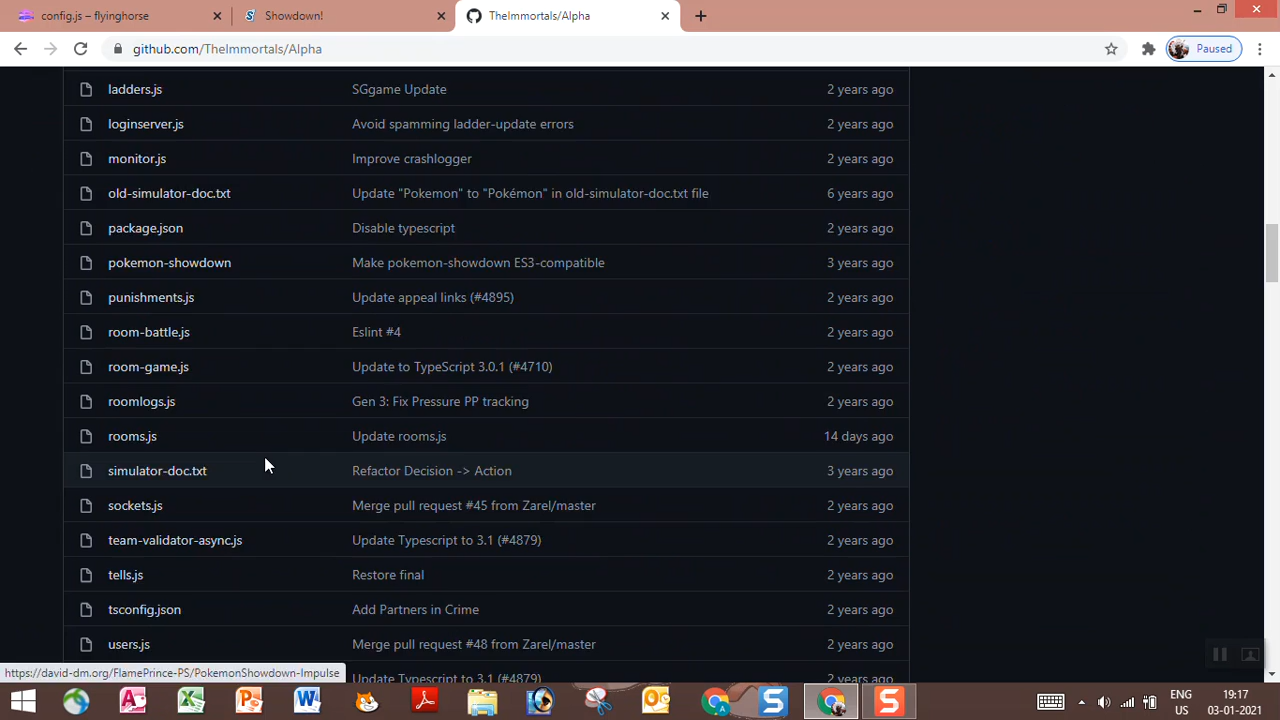 config.js – flyinghorse
Showdown!
TheImmortals/Alpha
github.com/TheImmortals/Alpha
Paused
ladders.js SGgame Update 2 years ago
loginserver.js Avoid spamming ladder-update errors 2 years ago
monitor.js Improve crashlogger 2 years ago
old-simulator-doc.txt Update "Pokemon" to "Pokémon" in old-simulator-doc.txt file 6 years ago
package.json Disable typescript 2 years ago
pokemon-showdown Make pokemon-showdown ES3-compatible 3 years ago
punishments.js Update appeal links (#4895) 2 years ago
room-battle.js Eslint #4 2 years ago
room-game.js Update to TypeScript 3.0.1 (#4710) 2 years ago
roomlogs.js Gen 3: Fix Pressure PP tracking 2 years ago
rooms.js Update rooms.js 14 days ago
simulator-doc.txt Refactor Decision -> Action 3 years ago
sockets.js Merge pull request #45 from Zarel/master 2 years ago
team-validator-async.js Update Typescript to 3.1 (#4879) 2 years ago
tells.js Restore final 2 years ago
tsconfig.json Add Partners in Crime 2 years ago
users.js Merge pull request #48 from Zarel/master 2 years ago
Update Typescript to 3.1 (#4879) 2 years ago
https://david-dm.org/FlamePrince-PS/PokemonShowdown-Impulse
ENG 19:17
US 03-01-2021